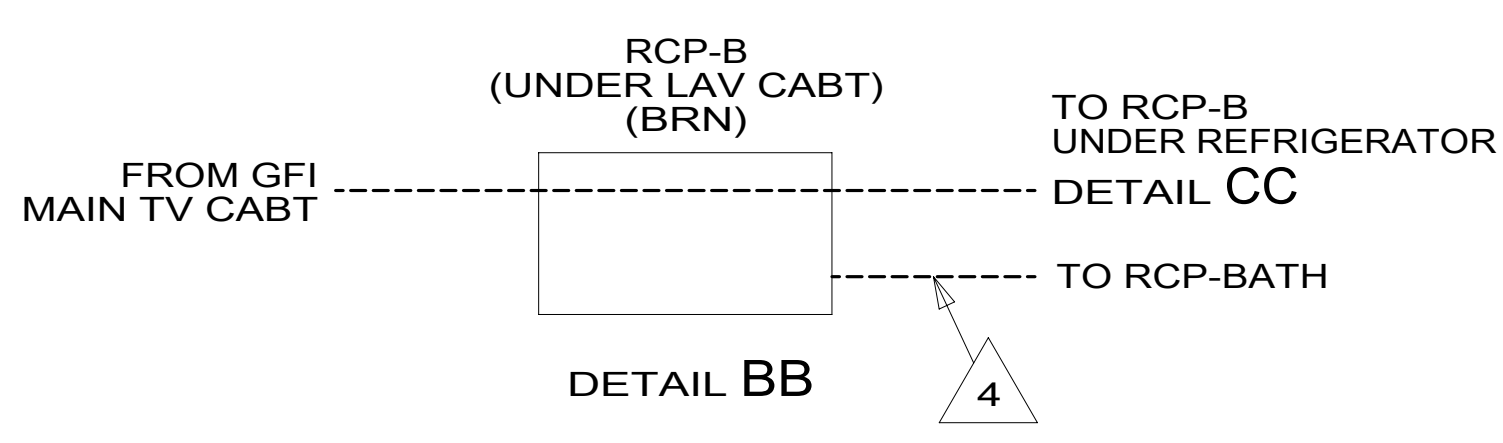 RCP-B
(UNDER LAV CABT)
(BRN)
FROM GFI
MAIN TV CABT
TO RCP-B
UNDER REFRIGERATOR
DETAIL CC
TO RCP-BATH
DETAIL BB
4